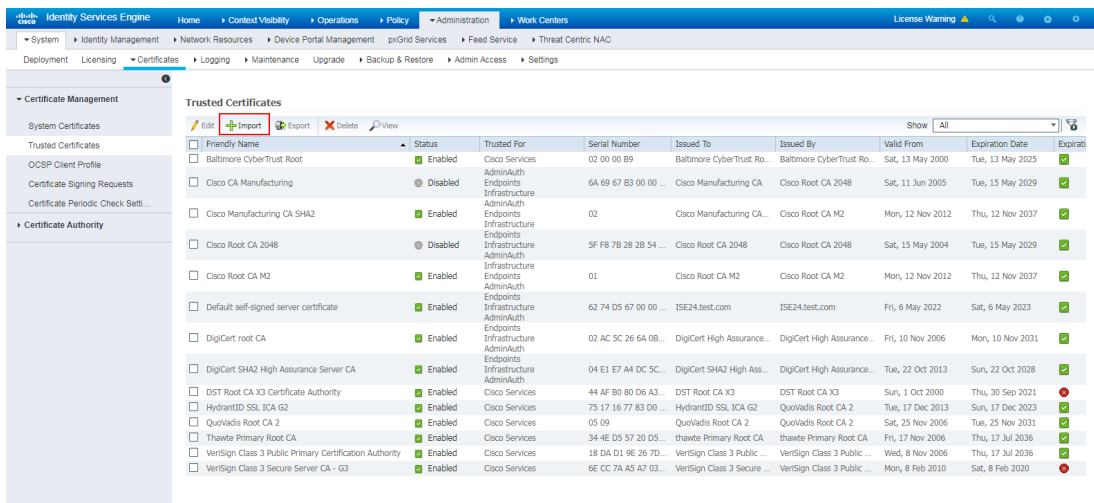 cisco Identity Services Engine Home Context Visibility Operations Policy Administration Work Centers License Warning
System Identity Management Network Resources Device Portal Management pxGrid Services Feed Service Threat Centric NAC
Deployment Licensing Certificates Logging Maintenance Upgrade Backup & Restore Admin Access Settings
Certificate Management
System Certificates
Trusted Certificates
OCSP Client Profile
Certificate Signing Requests
Certificate Periodic Check Setti...
Certificate Authority
Trusted Certificates
Edit Import Export Delete View Show All
Friendly Name Status Trusted For Serial Number Issued To Issued By Valid From Expiration Date Expirati
Baltimore CyberTrust Root Enabled Cisco Services 02 00 00 B9 Baltimore CyberTrust Ro... Baltimore CyberTrust Ro... Sat, 13 May 2000 Tue, 13 May 2025
AdminAuth
Cisco CA Manufacturing Disabled Endpoints 6A 69 67 B3 00 00 ... Cisco Manufacturing CA Cisco Root CA 2048 Sat, 11 Jun 2005 Tue, 15 May 2029
Infrastructure
AdminAuth
Cisco Manufacturing CA SHA2 Enabled Endpoints 02 Cisco Manufacturing CA... Cisco Root CA M2 Mon, 12 Nov 2012 Thu, 12 Nov 2037
Infrastructure
Endpoints
Cisco Root CA 2048 Disabled Infrastructure 5F F8 7B 28 2B 54 ... Cisco Root CA 2048 Cisco Root CA 2048 Sat, 15 May 2004 Tue, 15 May 2029
AdminAuth
Infrastructure
Cisco Root CA M2 Enabled Endpoints 01 Cisco Root CA M2 Cisco Root CA M2 Mon, 12 Nov 2012 Thu, 12 Nov 2037
AdminAuth
Endpoints
Default self-signed server certificate Enabled Infrastructure 62 74 D5 67 00 00 ... ISE24.test.com ISE24.test.com Fri, 6 May 2022 Sat, 6 May 2023
AdminAuth
Endpoints
DigiCert root CA Enabled Infrastructure 02 AC 5C 26 6A 0B... DigiCert High Assurance... DigiCert High Assurance... Fri, 10 Nov 2006 Mon, 10 Nov 2031
AdminAuth
Endpoints
DigiCert SHA2 High Assurance Server CA Enabled Infrastructure 04 E1 E7 A4 DC 5C... DigiCert SHA2 High Ass... DigiCert High Assurance... Tue, 22 Oct 2013 Sun, 22 Oct 2028
AdminAuth
DST Root CA X3 Certificate Authority Enabled Cisco Services 44 AF B0 80 D6 A3... DST Root CA X3 DST Root CA X3 Sun, 1 Oct 2000 Thu, 30 Sep 2021
HydrantID SSL ICA G2 Enabled Cisco Services 75 17 16 77 83 D0 ... HydrantID SSL ICA G2 QuoVadis Root CA 2 Tue, 17 Dec 2013 Sun, 17 Dec 2023
QuoVadis Root CA 2 Enabled Cisco Services 05 09 QuoVadis Root CA 2 QuoVadis Root CA 2 Sat, 25 Nov 2006 Tue, 25 Nov 2031
Thawte Primary Root CA Enabled Cisco Services 34 4E D5 57 20 D5... thawte Primary Root CA thawte Primary Root CA Fri, 17 Nov 2006 Thu, 17 Jul 2036
VeriSign Class 3 Public Primary Certification Authority Enabled Cisco Services 18 DA D1 9E 26 7D... VeriSign Class 3 Public ... VeriSign Class 3 Public ... Wed, 8 Nov 2006 Thu, 17 Jul 2036
VeriSign Class 3 Secure Server CA - G3 Enabled Cisco Services 6E CC 7A A5 A7 03... VeriSign Class 3 Secure ... VeriSign Class 3 Public ... Mon, 8 Feb 2010 Sat, 8 Feb 2020